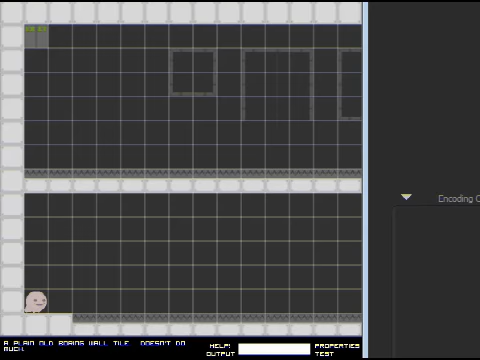 Encoding
A PLAIN OLD BORING WALL TILE. DOESN'T DO
MUCH.
HELP!
PROPERTIES
OUTPUT
TEST